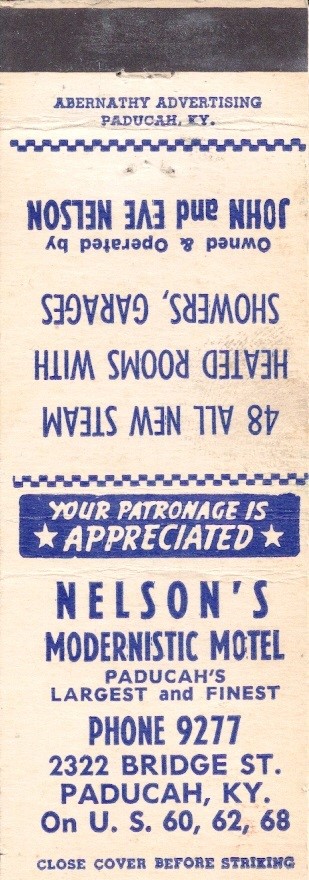 ABERNATHY ADVERTISING
PADUCAH, KY.
48 ALL NEW STEAM
HEATED ROOMS WITH
SHOWERS, GARAGES
Owned & Operated by
JOHN and EVE NELSON
YOUR PATRONAGE IS
APPRECIATED
NELSON'S
MODERNISTIC MOTEL
PADUCAH'S
LARGEST and FINEST
PHONE 9277
2322 BRIDGE ST.
PADUCAH, KY.
On U. S. 60, 62, 68
CLOSE COVER BEFORE STRIKING